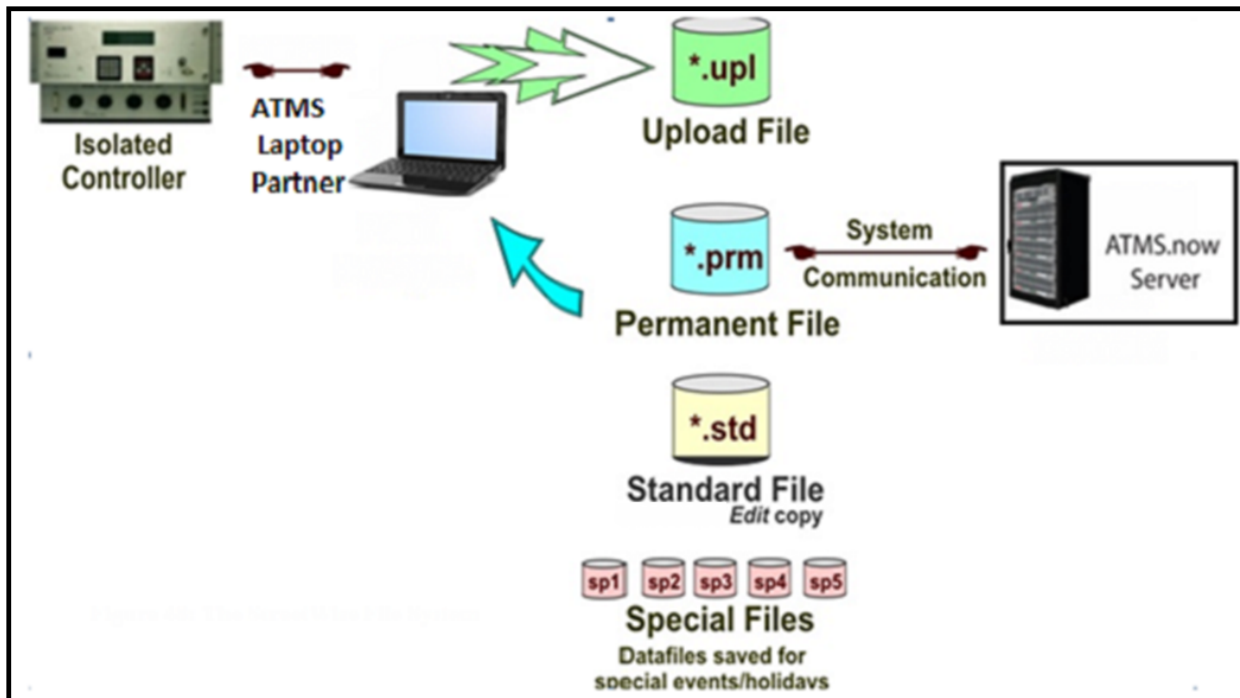 *.upl
Upload File
Isolated
Controller
ATMS
Laptop
Partner
*.prm
Permanent File
System
Communication
ATMS.now
Server
*.std
Standard File
Edit copy
sp1 sp2 sp3 sp4 sp5
Special Files
Datafiles saved for
special events/holidays